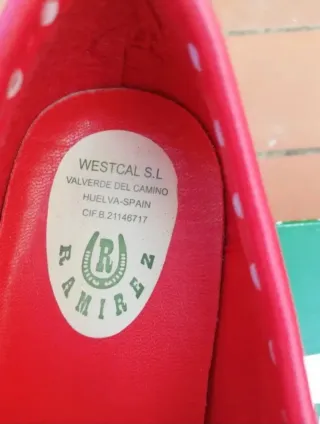 WESTCAL S.L
VALVERDE DEL CAMINO
HUELVA-SPAIN
CIF.B.21146717
R
RAMIREZ